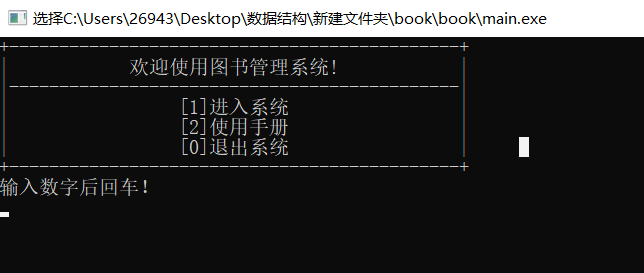 选择C:\Users\26943\Desktop\数据结构\新建文件夹\book\book\main.exe
欢迎使用图书管理系统!
[1]进入系统
[2]使用手册
[0]退出系统
输入数字后回车!